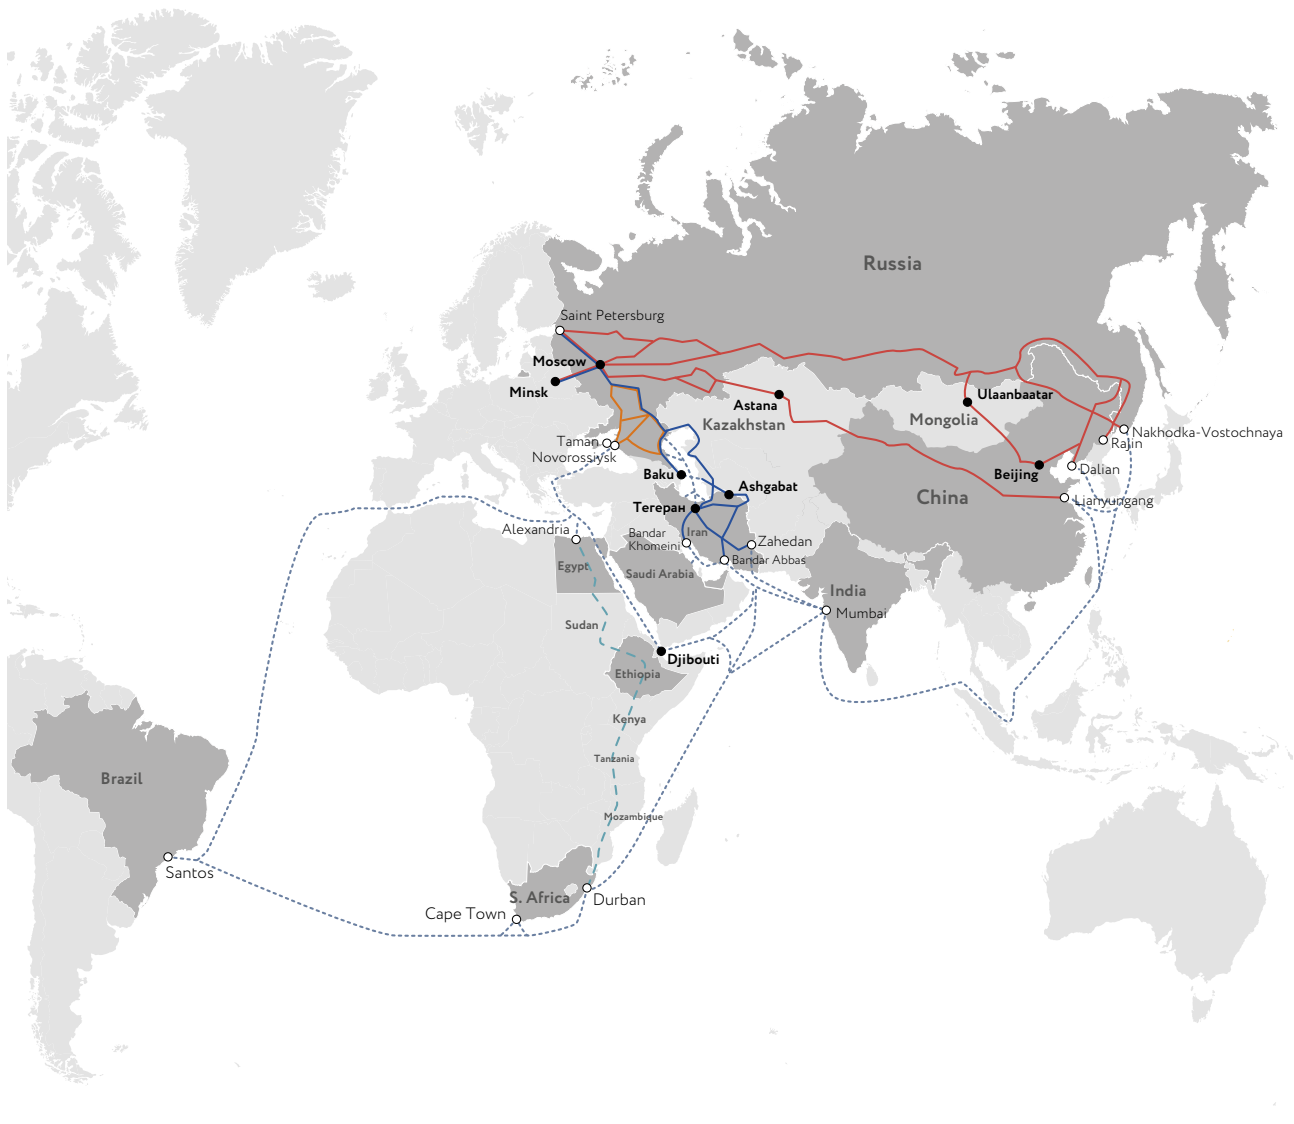 Russia
Saint Petersburg
Moscow
Minsk
Astana
Kazakhstan
Ulaanbaatar
Mongolia
Nakhodka-Vostochnaya
Rajin
Taman
Novorossiysk
Dalian
Beijing
Baku
Ashgabat
China
Lianyungang
Тегеран
Alexandria
Bandar
Khomeini
Iran
Zahedan
Bandar Abbas
Egypt
Saudi Arabia
India
Mumbai
Sudan
Djibouti
Ethiopia
Kenya
Tanzania
Brazil
Mozambique
Santos
S. Africa
Durban
Cape Town